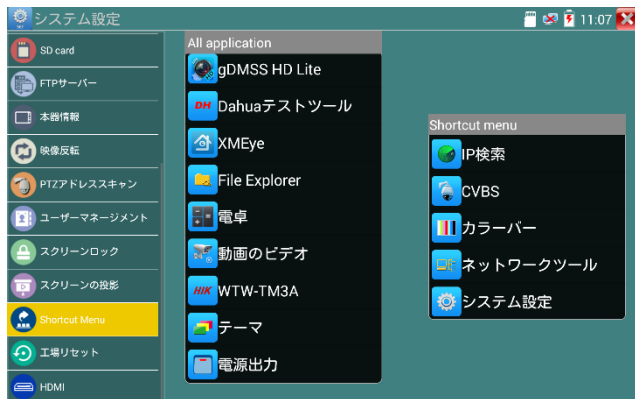 システム設定
11:07
SD card
FTPサーバー
本器情報
映像反転
PTZアドレススキャン
ユーザーマネージメント
スクリーンロック
スクリーンの投影
Shortcut Menu
工場リセット
HDMI
All application
gDMSS HD Lite
DH Dahuaテストツール
XMEye
File Explorer
電卓
動画のビデオ
HIK WTW-TM3A
テーマ
電源出力
Shortcut menu
IP検索
CVBS
カラーバー
ネットワークツール
システム設定